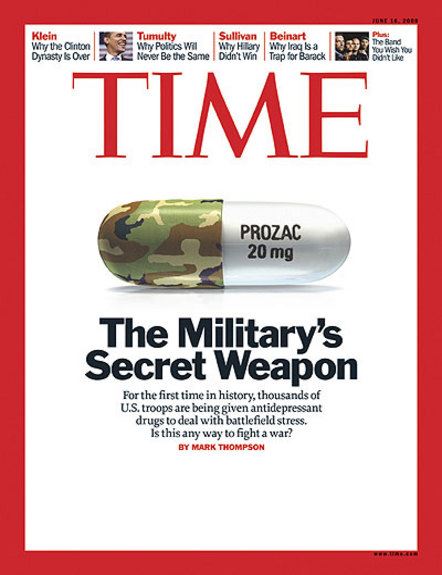 JUNE 16, 2008
Klein
Why the Clinton
Dynasty Is Over
Tumulty
Why Politics Will
Never Be the Same
Sullivan
Why Hillary
Didn't Win
Beinart
Why Iraq Is a
Trap for Barack
Plus:
The Band
You Wish You
Didn't Like
TIME
PROZAC
20 mg
The Military's
Secret Weapon
For the first time in history, thousands of
U.S. troops are being given antidepressant
drugs to deal with battlefield stress.
Is this any way to fight a war?
BY MARK THOMPSON
www.time.com